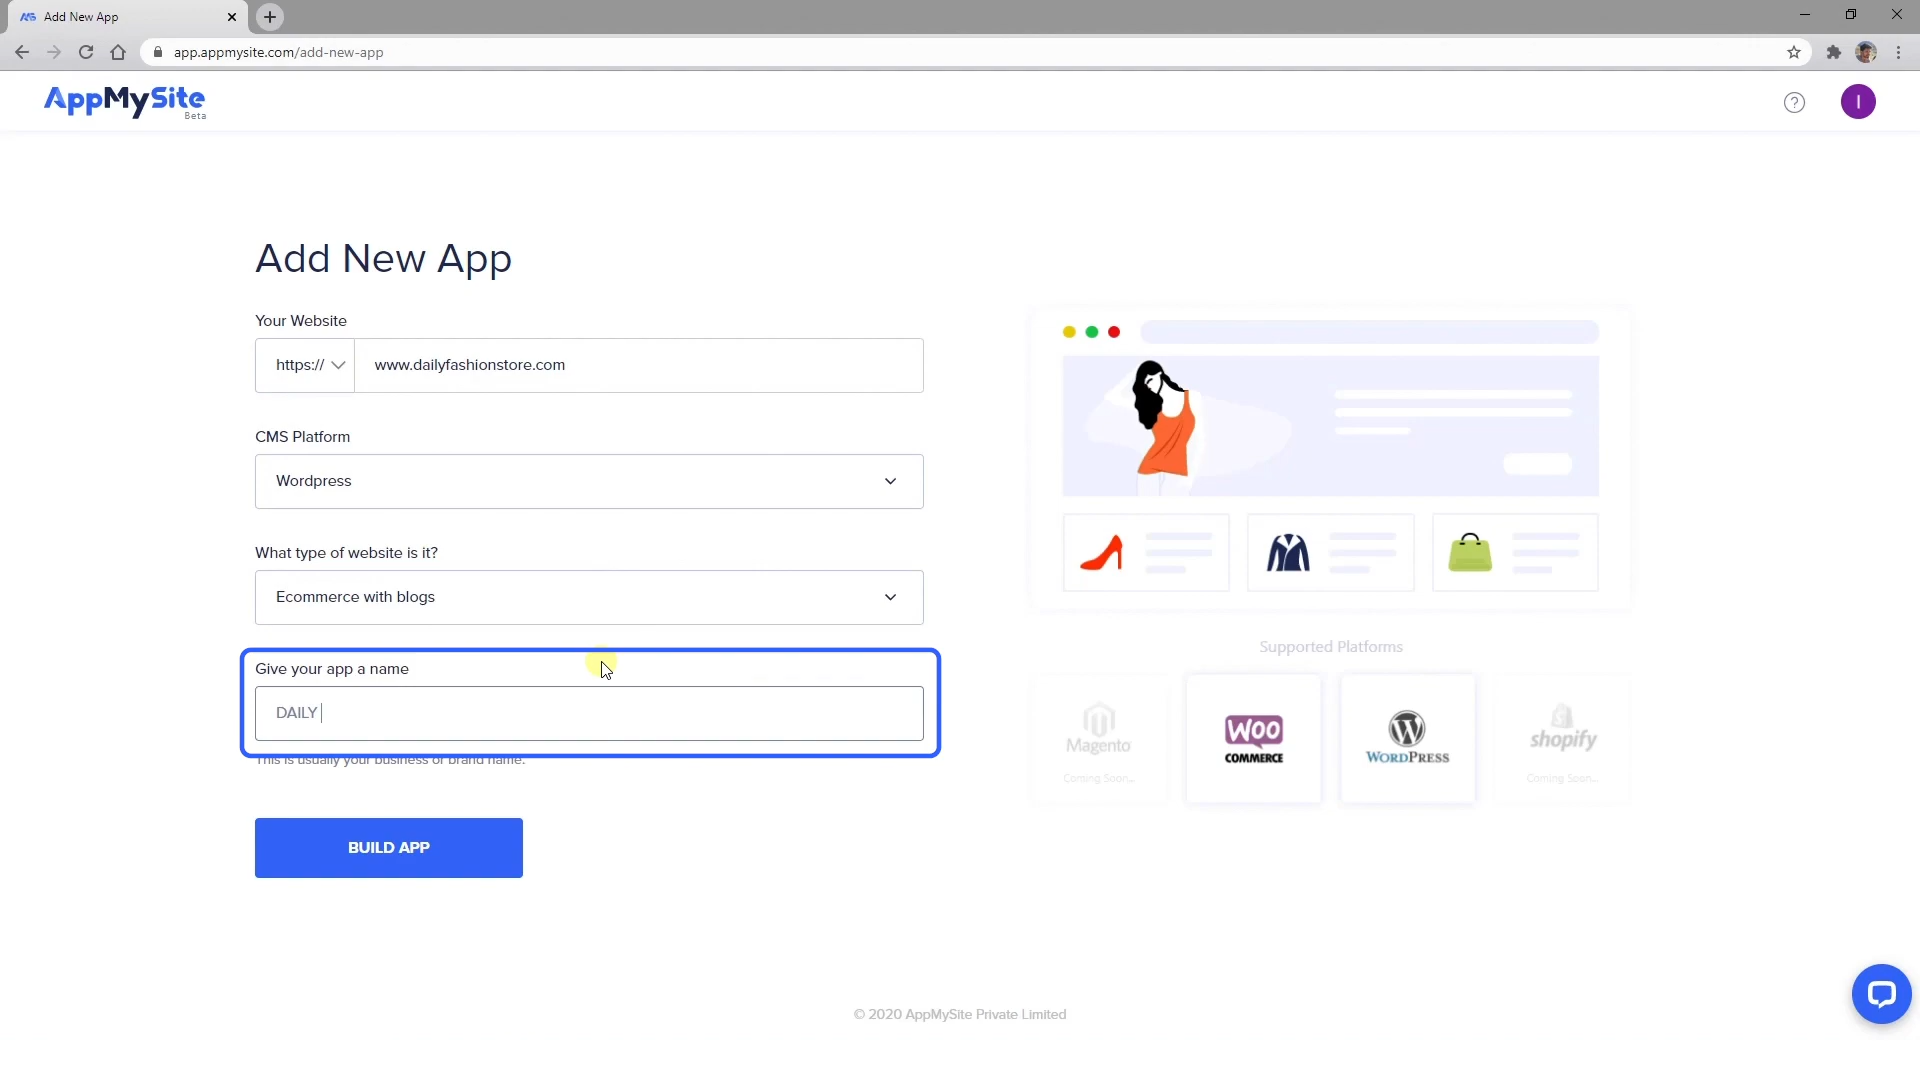 Add New App
app.appmysite.com/add-new-app
AppMySite
Beta
?
I
Add New App
Your Website
https://
www.dailyfashionstore.com
CMS Platform
Wordpress
What type of website is it?
Ecommerce with blogs
Give your app a name
DAILY
This is usually your business or brand name.
BUILD APP
Supported Platforms
Magento
Coming Soon...
WOO
COMMERCE
WORDPRESS
shopify
Coming Soon...
© 2020 AppMySite Private Limited